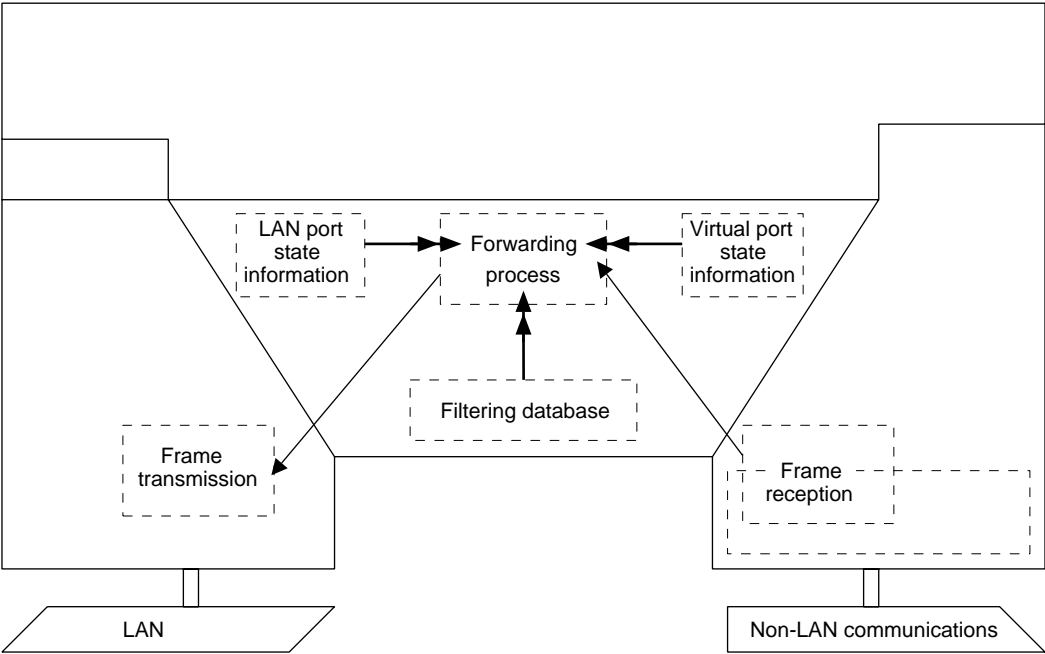 LAN port
state
information
Forwarding
process
Virtual port
state
information
Filtering database
Frame
transmission
Frame
reception
LAN
Non-LAN communications